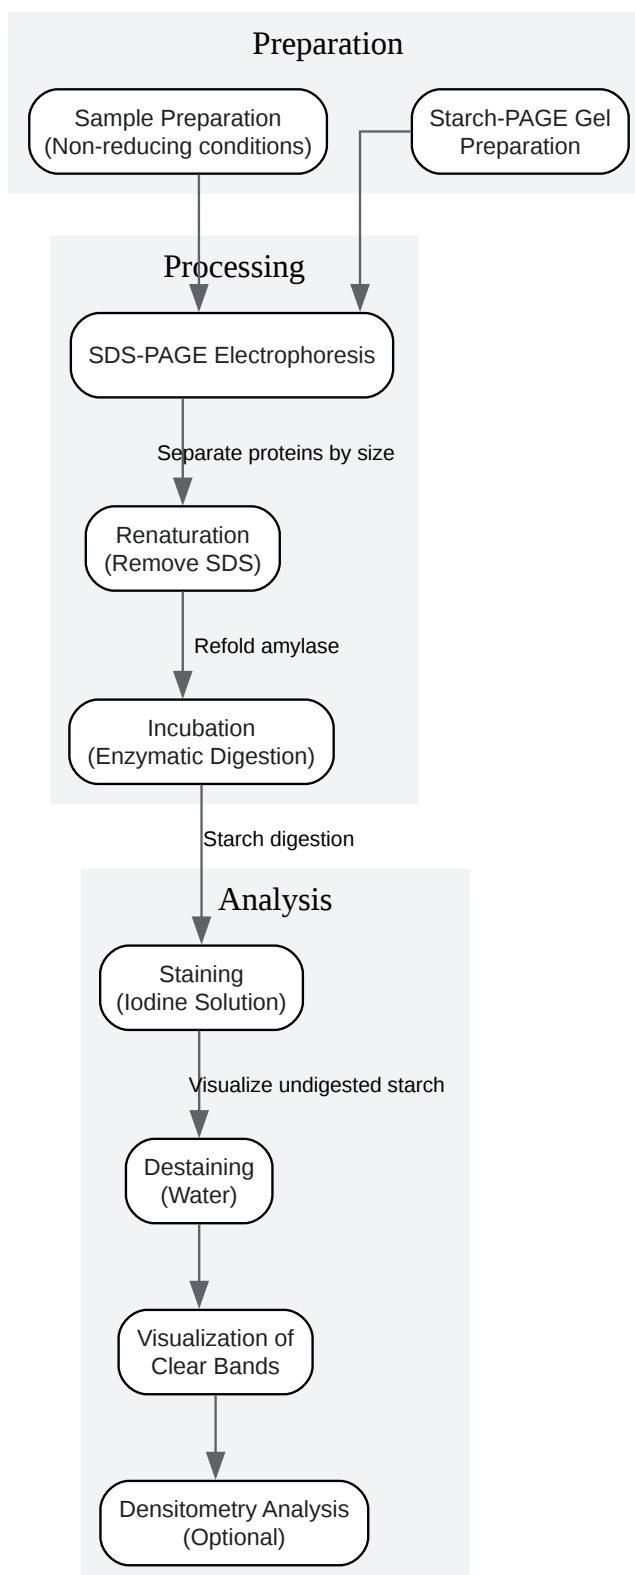 Preparation
Sample Preparation
(Non-reducing conditions)
Starch-PAGE Gel
Preparation
Processing
SDS-PAGE Electrophoresis
Separate proteins by size
Renaturation
(Remove SDS)
Refold amylase
Incubation
(Enzymatic Digestion)
Starch digestion
Analysis
Staining
(Iodine Solution)
Visualize undigested starch
Destaining
(Water)
Visualization of
Clear Bands
Densitometry Analysis
(Optional)